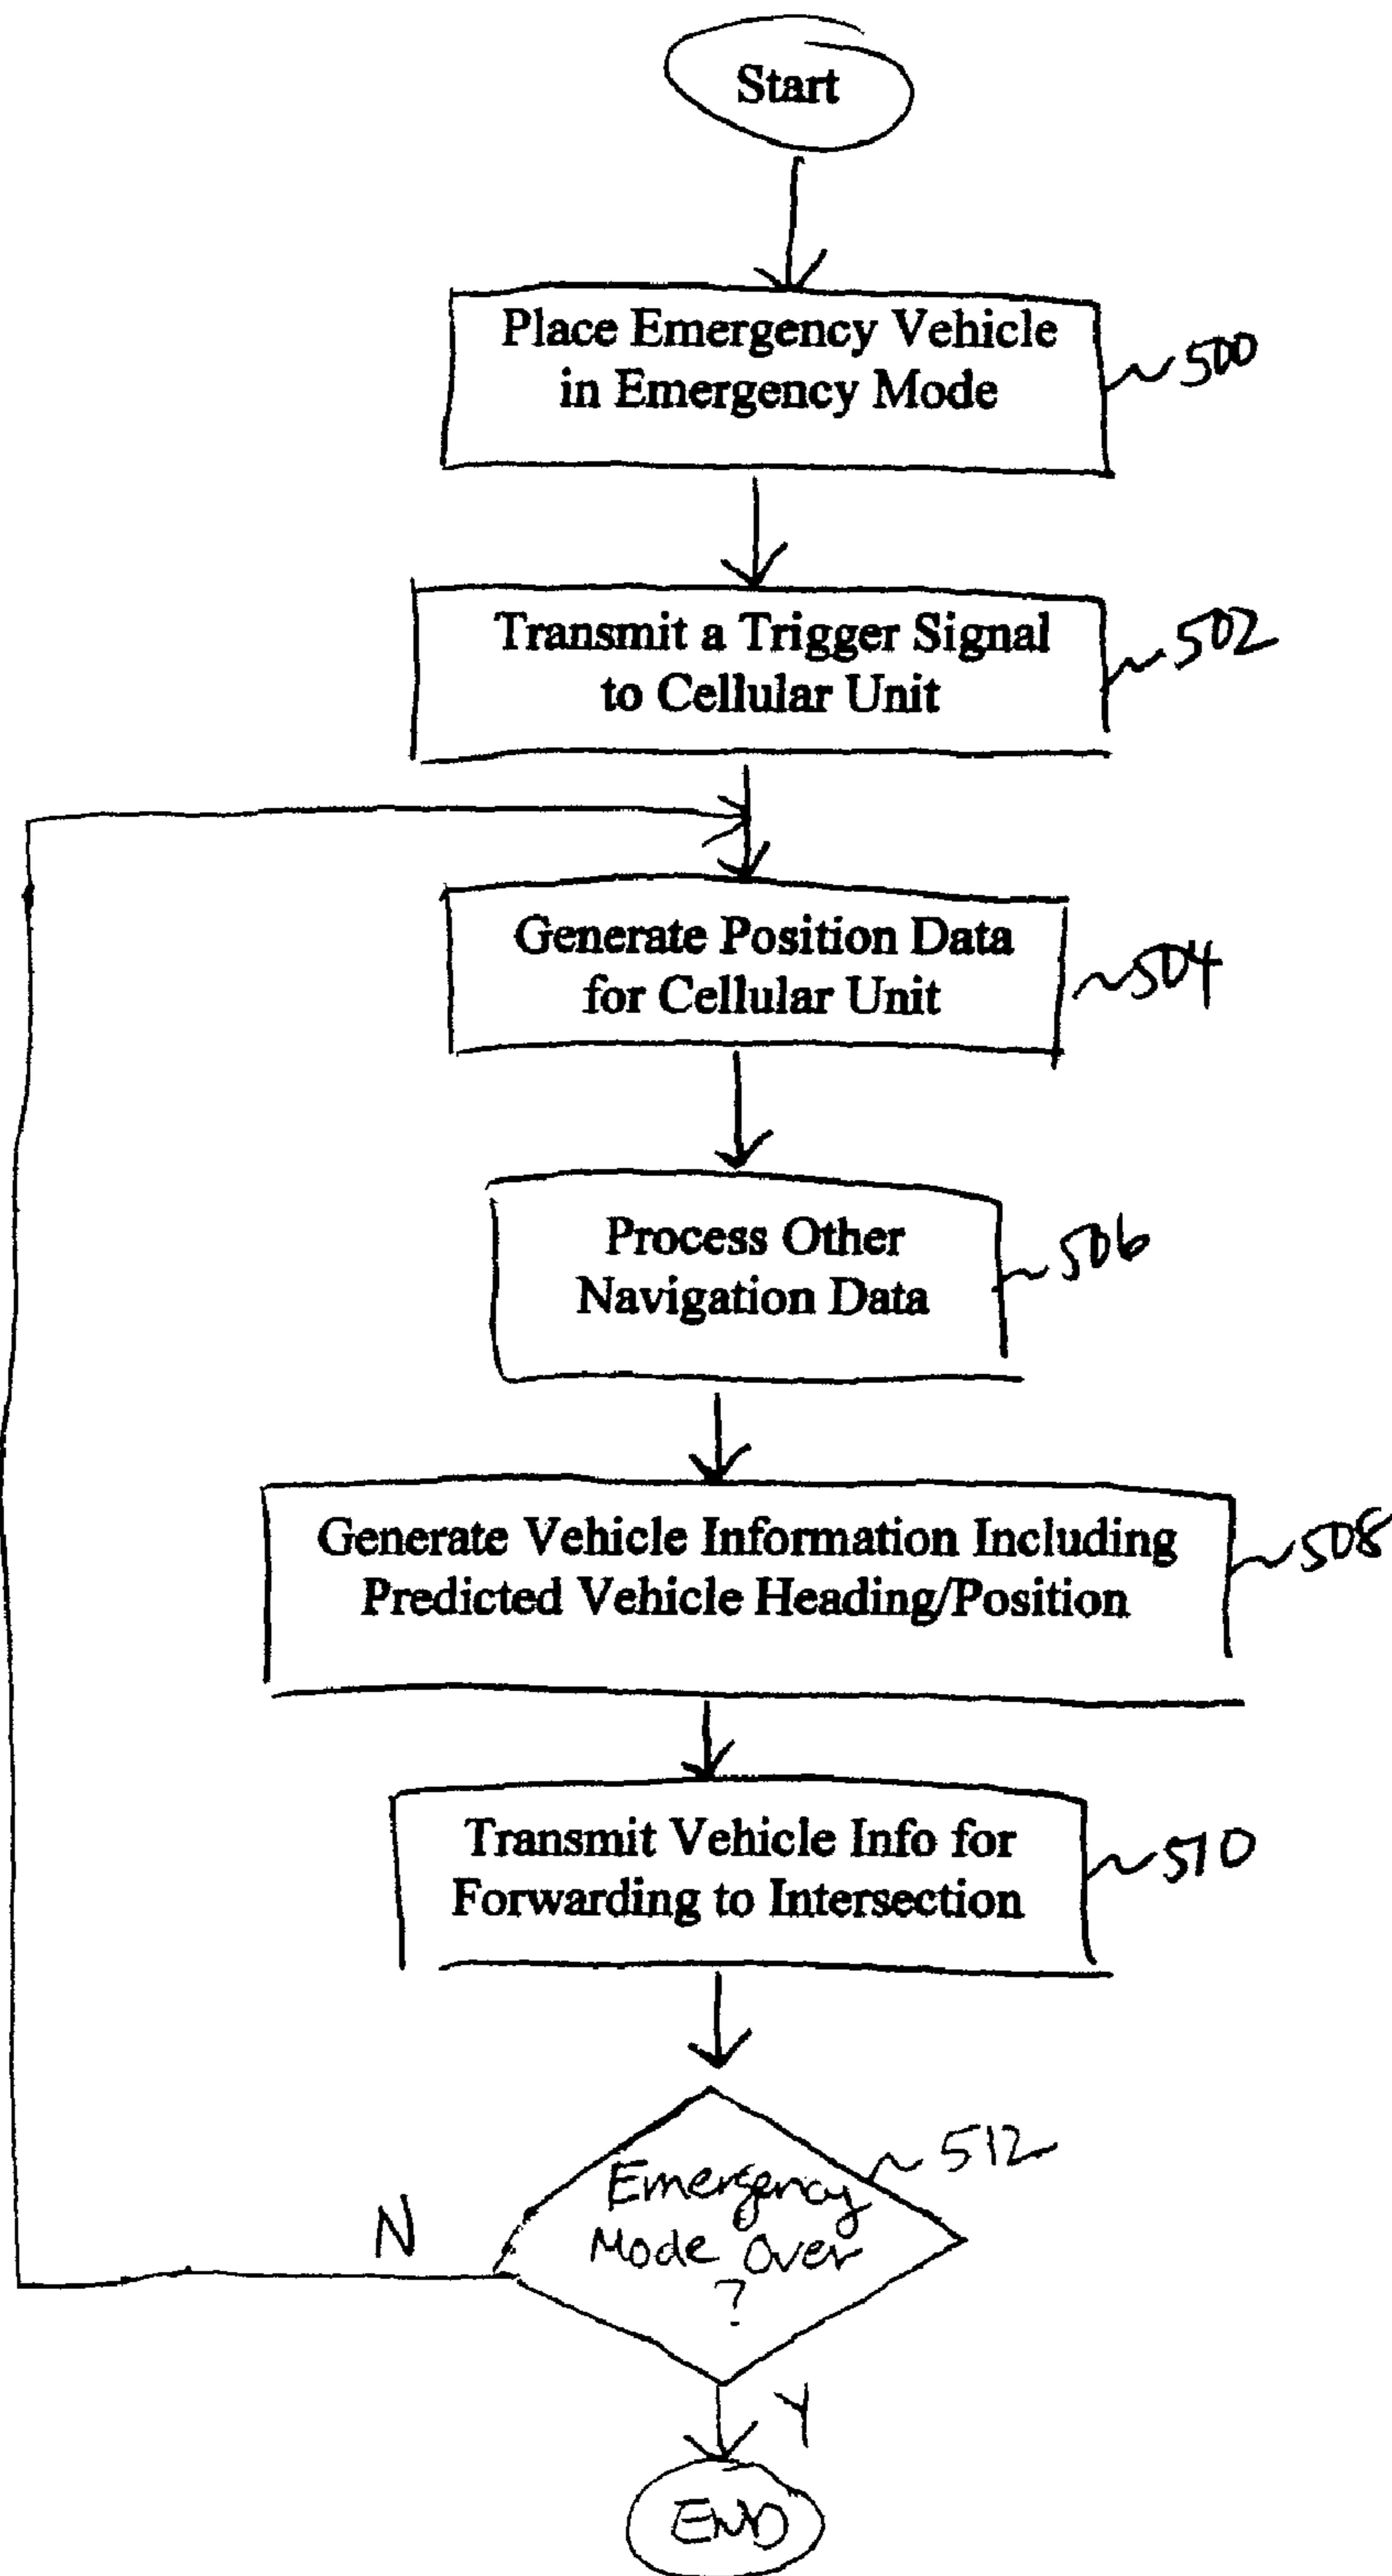 Start
Place Emergency Vehicle
in Emergency Mode
500
Transmit a Trigger Signal
to Cellular Unit
502
Generate Position Data
for Cellular Unit
504
Process Other
Navigation Data
506
Generate Vehicle Information Including
Predicted Vehicle Heading/Position
508
Transmit Vehicle Info for
Forwarding to Intersection
510
512
Emergency
Mode Over
?
N
Y
END